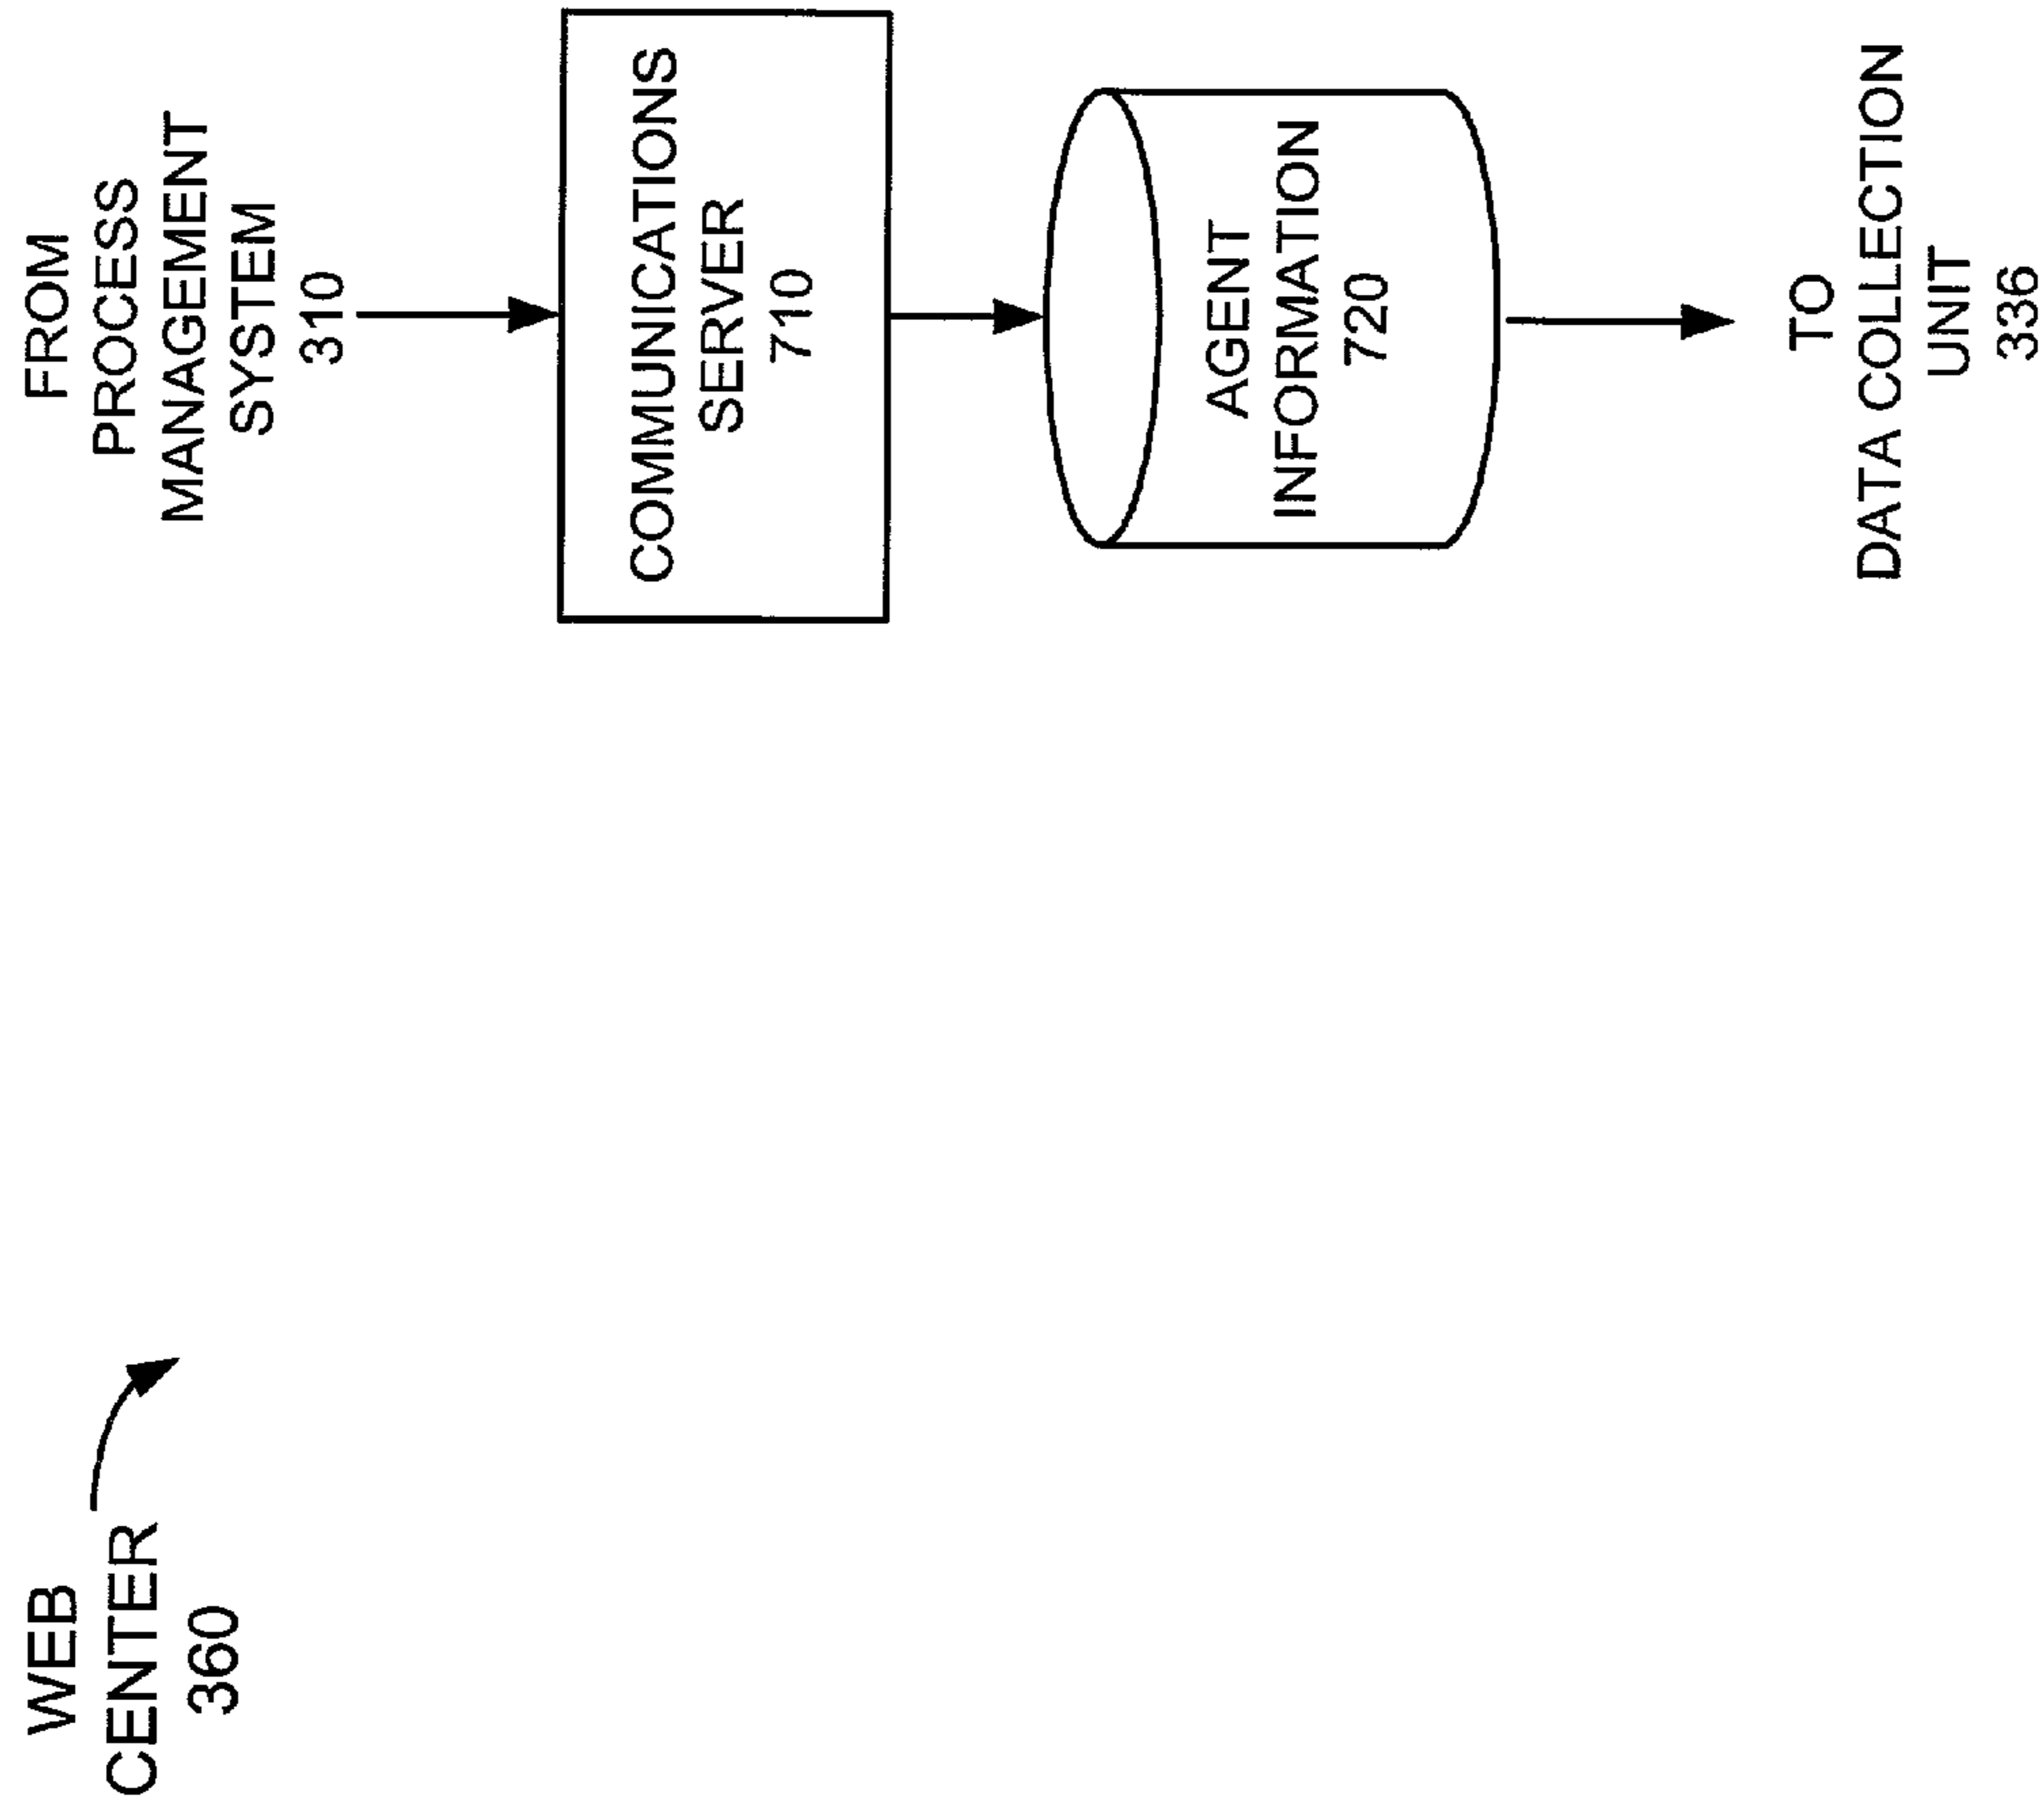 WEB
CENTER
360
FROM
PROCESS
MANAGEMENT
SYSTEM
310
COMMUNICATIONS
SERVER
710
AGENT
INFORMATION
720
TO
DATA COLLECTION
UNIT
336